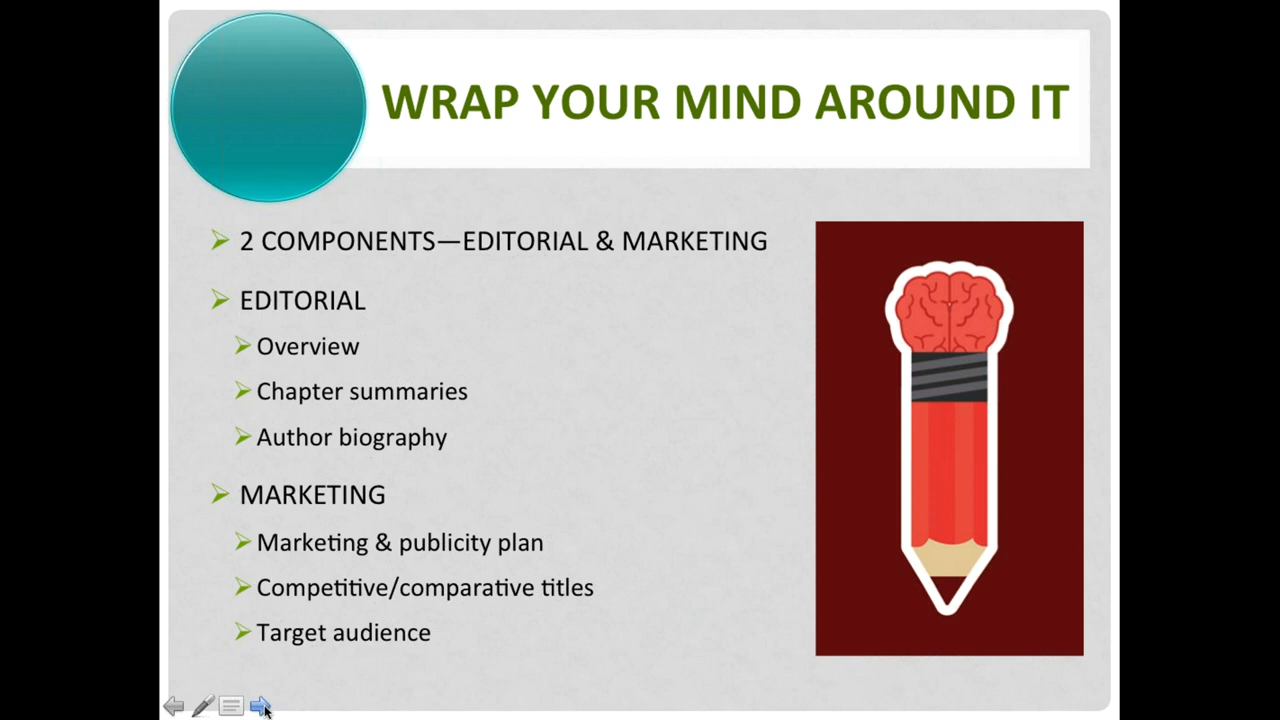 WRAP YOUR MIND AROUND IT
2 COMPONENTS—EDITORIAL & MARKETING
EDITORIAL
Overview
Chapter summaries
Author biography
MARKETING
Marketing & publicity plan
Competitive/comparative titles
Target audience